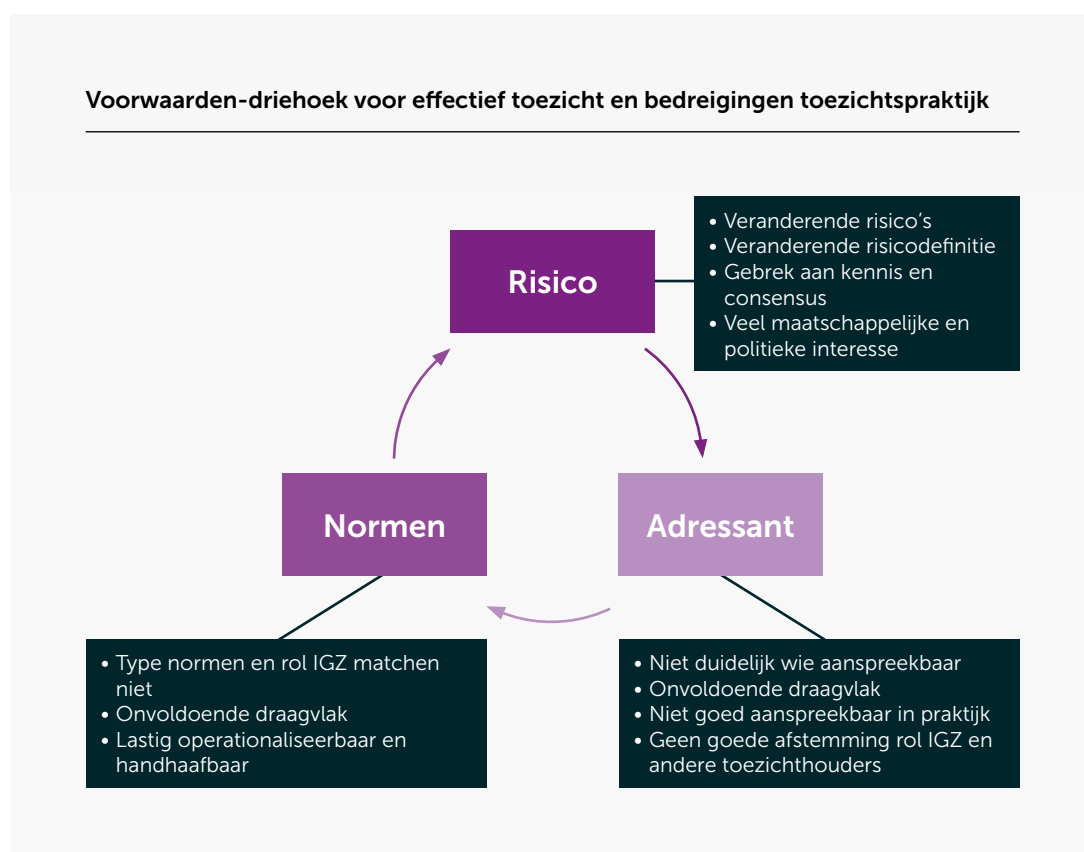 Voorwaarden-driehoek voor effectief toezicht en bedreigingen toezichtspraktijk
Risico
• Veranderende risico's
• Veranderende risicodefinitie
• Gebrek aan kennis en
consensus
• Veel maatschappelijke en
politieke interesse
Normen
Adressant
• Type normen en rol IGZ matchen
niet
• Onvoldoende draagvlak
• Lastig operationaliseerbaar en
handhaafbaar
• Niet duidelijk wie aanspreekbaar
• Onvoldoende draagvlak
• Niet goed aanspreekbaar in praktijk
• Geen goede afstemming rol IGZ en
andere toezichthouders